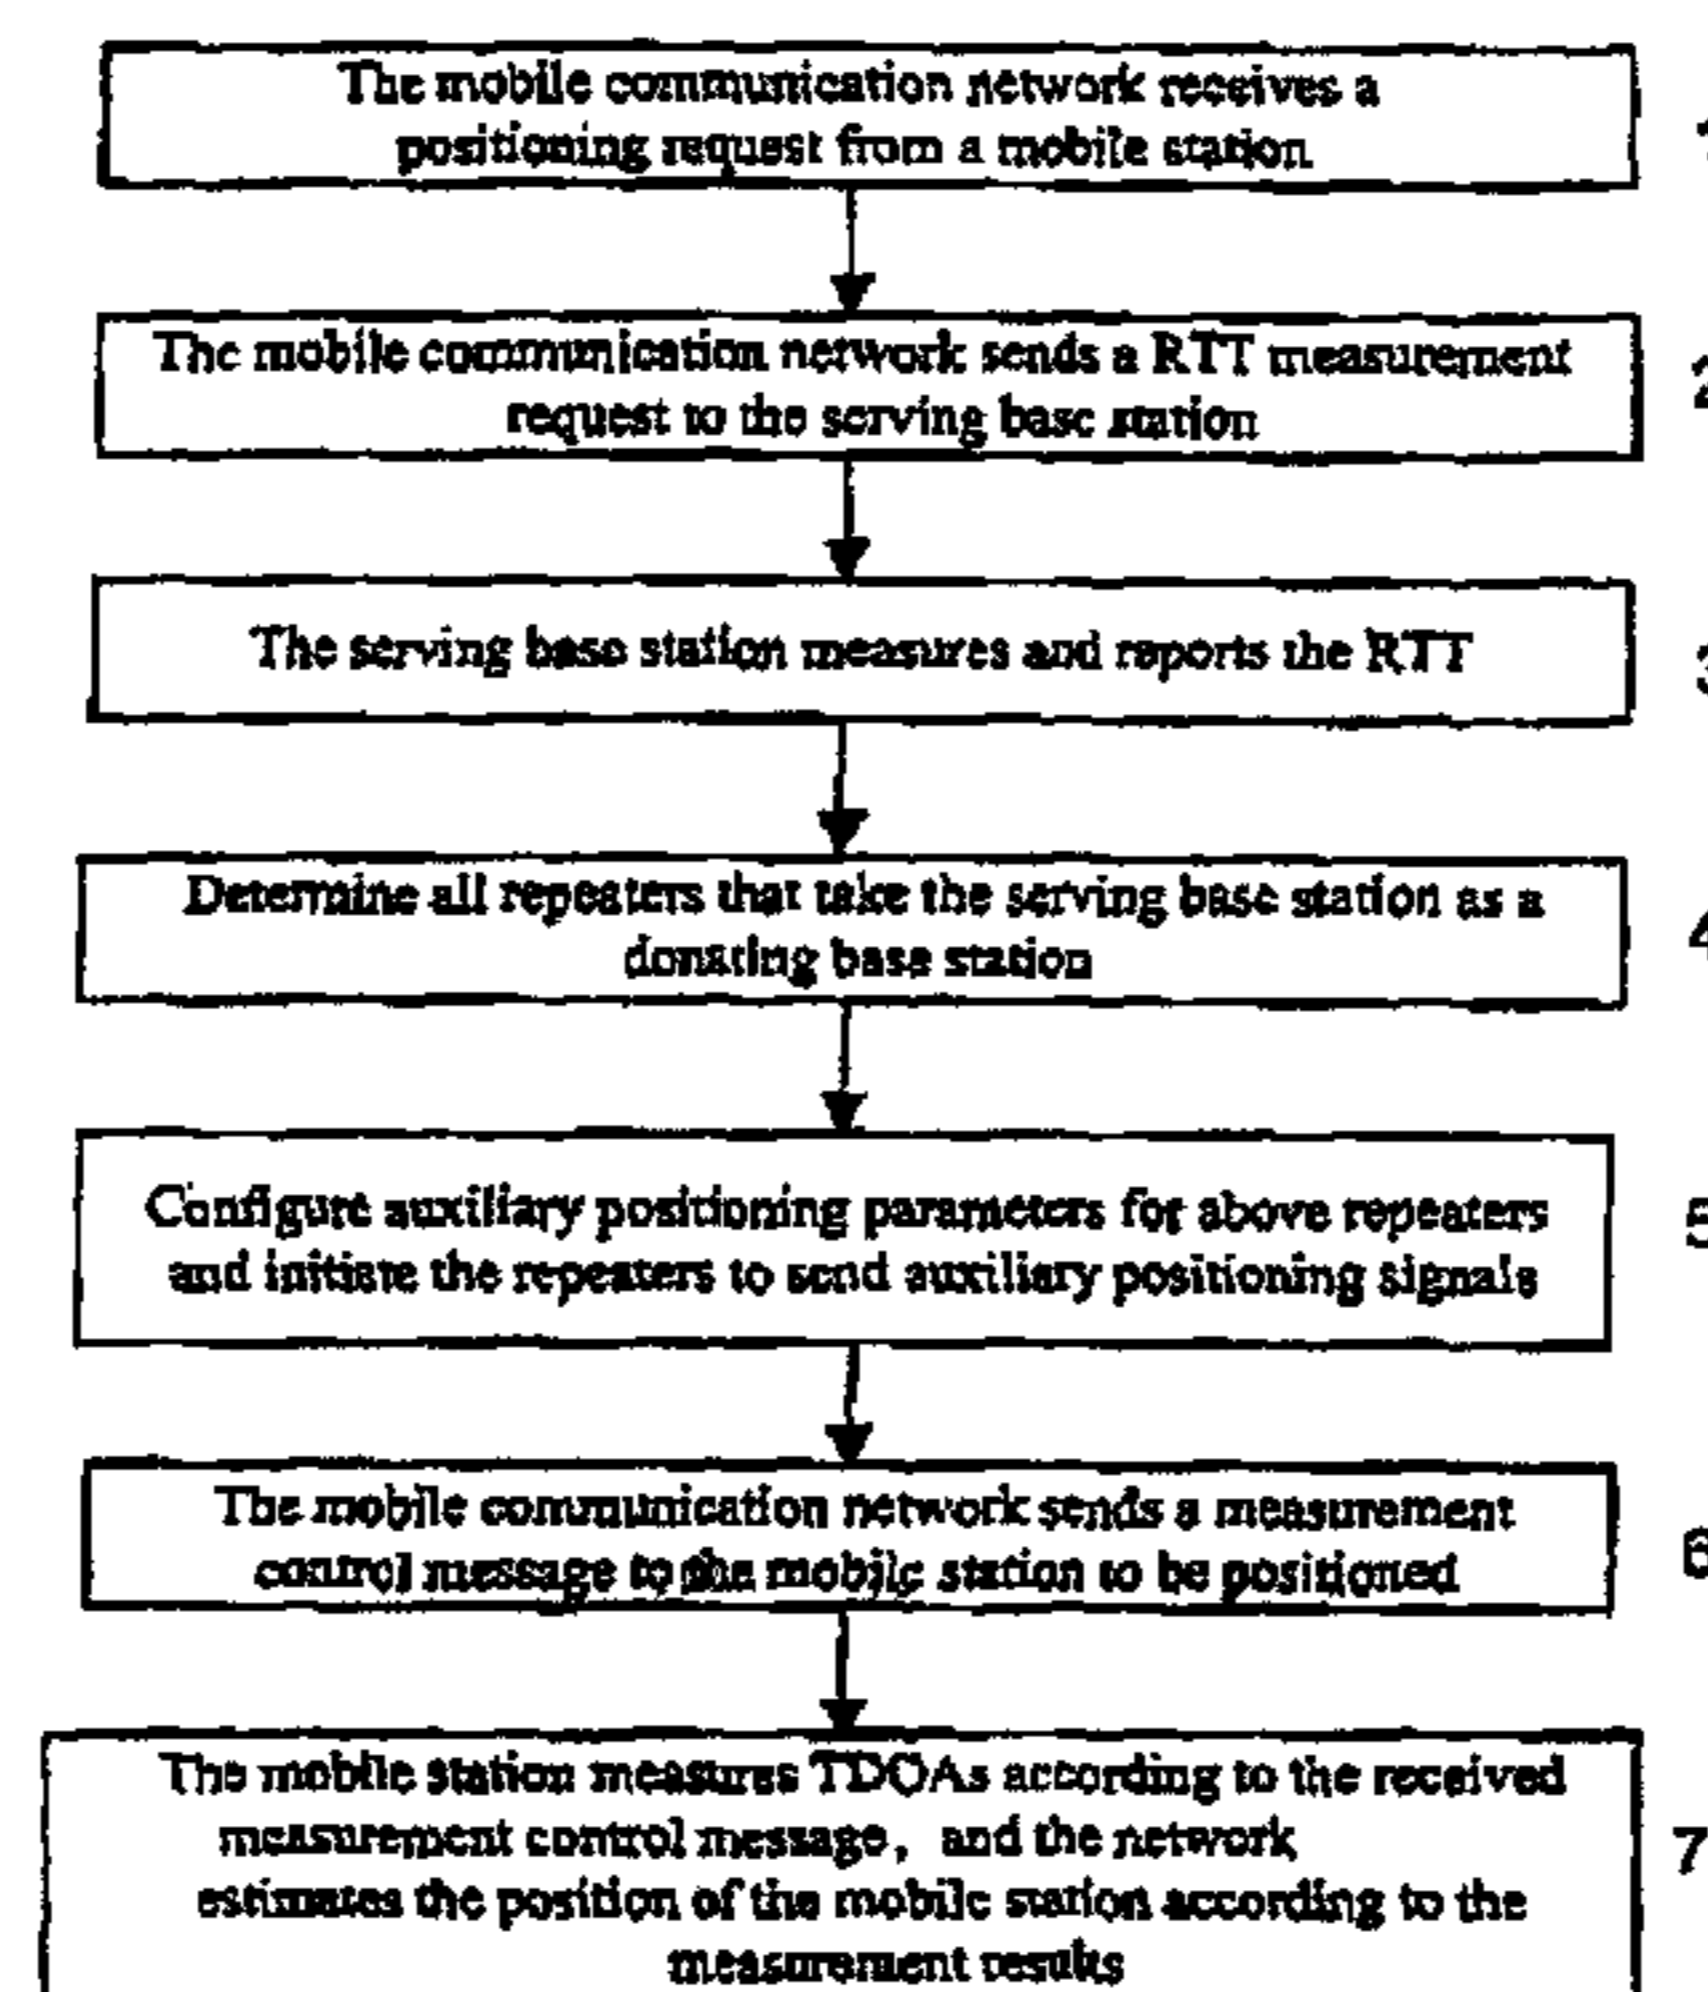 The mobile communication network receives a
positioning request from a mobile station
1
The mobile communication network sends a RTT measurement
request to the serving base station
2
The serving base station measures and reports the RTT
3
Determine all repeaters that take the serving base station as a
donating base station
4
Configure auxiliary positioning parameters for above repeaters
and initiate the repeaters to send auxiliary positioning signals
5
The mobile communication network sends a measurement
control message to the mobile station to be positioned
6
The mobile station measures TDOAs according to the received
measurement control message, and the network
estimates the position of the mobile station according to the
measurement results
7